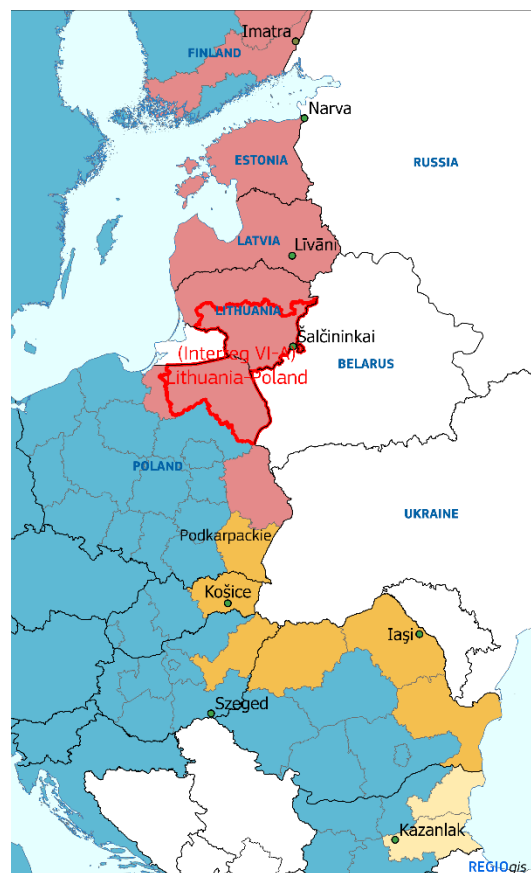 Imatra
FINLAND
Narva
ESTONIA
RUSSIA
LATVIA
Līvāni
LITHUANIA
Šalčininkai
(Interreg VI-A)
BELARUS
Lithuania-Poland
POLAND
UKRAINE
Podkarpackie
Košice
Iaşi
Szeged
Kazanlak
REGIOgis